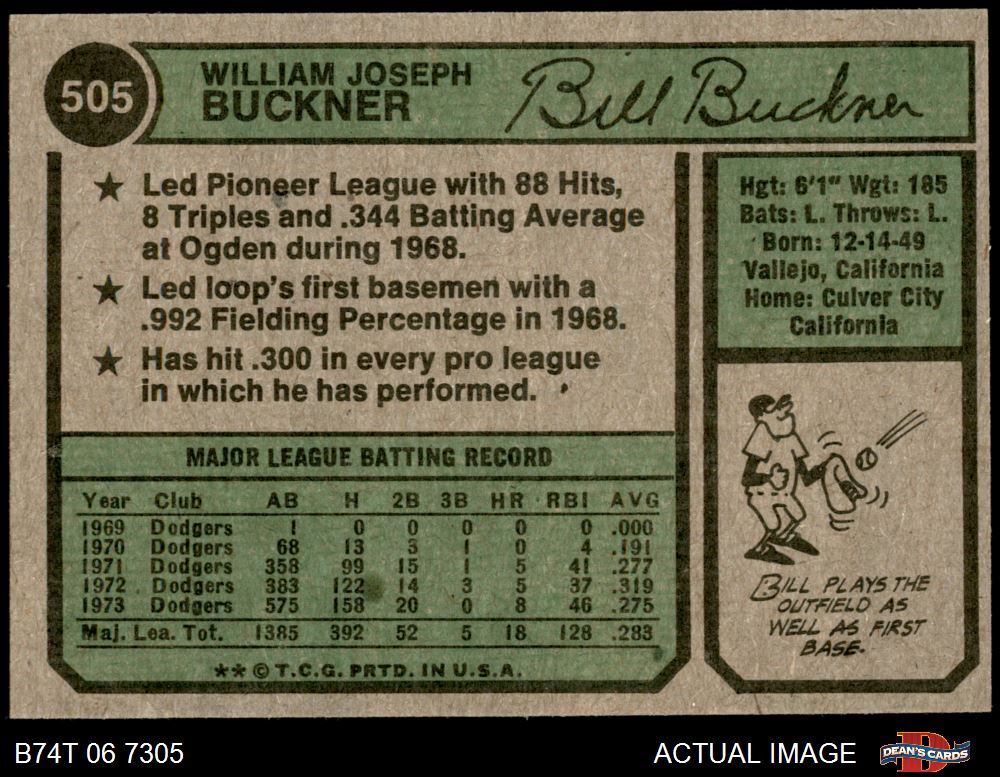 505
WILLIAM JOSEPH
BUCKNER
Bill Buckner
★ Led Pioneer League with 88 Hits,
8 Triples and .344 Batting Average
at Ogden during 1968.
★ Led loop's first basemen with a
.992 Fielding Percentage in 1968.
★ Has hit .300 in every pro league
in which he has performed.
Hgt: 6'1" Wgt: 185
Bats: L. Throws: L.
Born: 12-14-49
Vallejo, California
Home: Culver City
California
MAJOR LEAGUE BATTING RECORD
Year Club AB H 2B 3B HR RBI AVG
1969 Dodgers 1 0 0 0 0 0 .000
1970 Dodgers 68 13 3 1 0 4 .191
1971 Dodgers 358 99 15 1 5 41 .277
1972 Dodgers 383 122 14 3 5 37 .319
1973 Dodgers 575 158 20 0 8 46 .275
Maj. Lea. Tot. 1385 392 52 5 18 128 .283
** © T.C.G. PRTD. IN U.S.A.
BILL PLAYS THE
OUTFIELD AS
WELL AS FIRST
BASE.
B74T 06 7305
ACTUAL IMAGE
D
DEAN'S CARDS